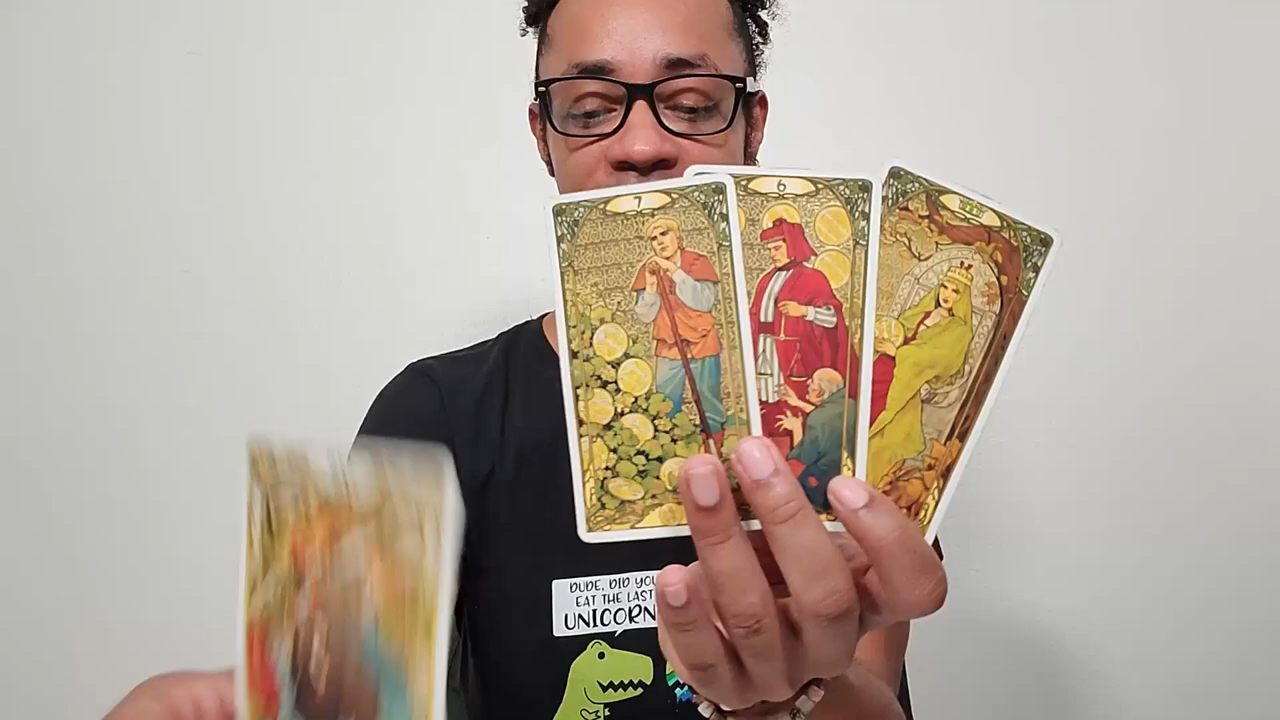 7
6
DUDE, DID YOU
EAT THE LAST
UNICORN